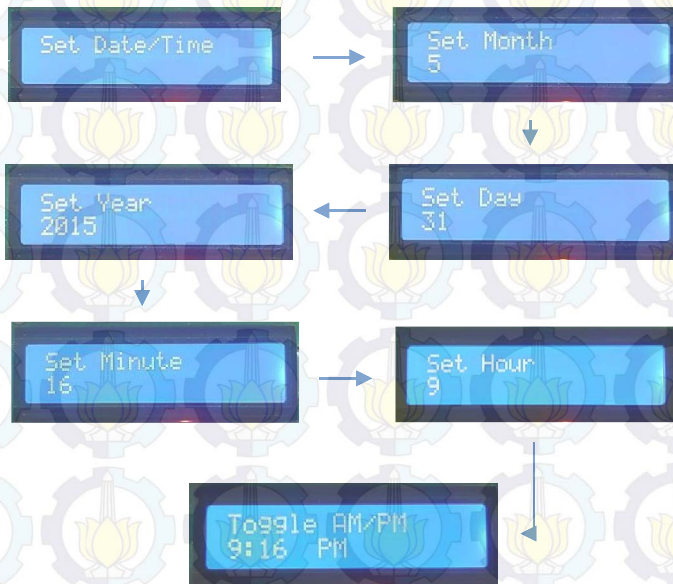 Set Date/Time
Set Month
5
Set Day
31
Set Year
2015
Set Minute
16
Set Hour
9
Toggle AM/PM
9:16 PM